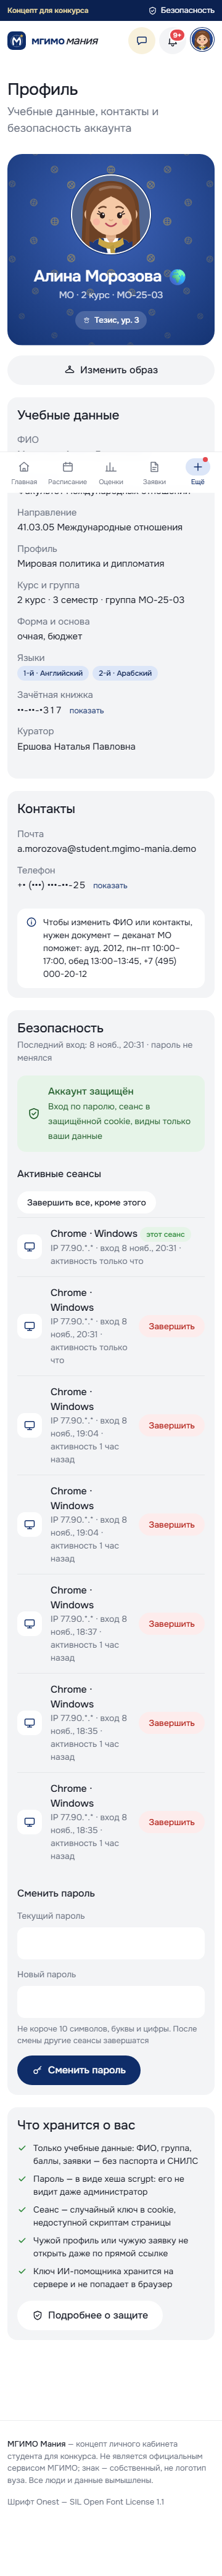 Концепт для конкурса
Безопасность
МГИМО МАНИЯ
9+
Профиль
Учебные данные, контакты и
безопасность аккаунта
Алина Морозова
МО · 2 курс · МО-25-03
Тезис, ур. 3
Изменить образ
Учебные данные
ФИО
Главная
Расписание
Оценки
Заявки
Ещё
Направление
41.03.05 Международные отношения
Профиль
Мировая политика и дипломатия
Курс и группа
2 курс · 3 семестр · группа МО-25-03
Форма и основа
очная, бюджет
Языки
1-й · Английский
2-й · Арабский
Зачётная книжка
••-••-•317 показать
Куратор
Ершова Наталья Павловна
Контакты
Почта
a.morozova@student.mgimo-mania.demo
Телефон
+• (•••) •••-••-25 показать
Чтобы изменить ФИО или контакты,
нужен документ — деканат МО
поможет: ауд. 2012, пн–пт 10:00–
17:00, обед 13:00–13:45, +7 (495)
000-20-12
Безопасность
Последний вход: 8 нояб., 20:31 · пароль не
менялся
Аккаунт защищён
Вход по паролю, сеанс в
защищённой cookie, видны только
ваши данные
Активные сеансы
Завершить все, кроме этого
Chrome · Windows этот сеанс
IP 77.90.*.* · вход 8 нояб., 20:31 ·
активность только что
Chrome ·
Windows
IP 77.90.*.* · вход 8
нояб., 20:31 ·
активность только
что
Завершить
Chrome ·
Windows
IP 77.90.*.* · вход 8
нояб., 19:04 ·
активность 1 час
назад
Завершить
Chrome ·
Windows
IP 77.90.*.* · вход 8
нояб., 19:04 ·
активность 1 час
назад
Завершить
Chrome ·
Windows
IP 77.90.*.* · вход 8
нояб., 18:37 ·
активность 1 час
назад
Завершить
Chrome ·
Windows
IP 77.90.*.* · вход 8
нояб., 18:35 ·
активность 1 час
назад
Завершить
Chrome ·
Windows
IP 77.90.*.* · вход 8
нояб., 18:35 ·
активность 1 час
назад
Завершить
Сменить пароль
Текущий пароль
Новый пароль
Не короче 10 символов, буквы и цифры. После
смены другие сеансы завершатся
Сменить пароль
Что хранится о вас
Только учебные данные: ФИО, группа,
баллы, заявки — без паспорта и СНИЛС
Пароль — в виде хеша scrypt: его не
видит даже администратор
Сеанс — случайный ключ в cookie,
недоступной скриптам страницы
Чужой профиль или чужую заявку не
открыть даже по прямой ссылке
Ключ ИИ-помощника хранится на
сервере и не попадает в браузер
Подробнее о защите
МГИМО Мания — концепт личного кабинета
студента для конкурса. Не является официальным
сервисом МГИМО; знак — собственный, не логотип
вуза. Все люди и данные вымышлены.
Шрифт Onest — SIL Open Font License 1.1